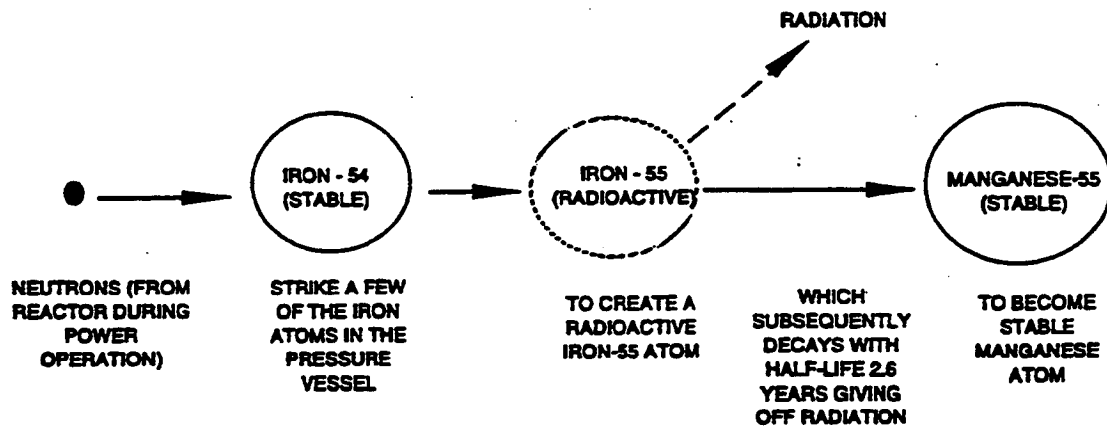 RADIATION
IRON - 54
(STABLE)
IRON - 55
(RADIOACTIVE)
MANGANESE-55
(STABLE)
NEUTRONS (FROM
REACTOR DURING
POWER
OPERATION)
STRIKE A FEW
OF THE IRON
ATOMS IN THE
PRESSURE
VESSEL
TO CREATE A
RADIOACTIVE
IRON-55 ATOM
WHICH
SUBSEQUENTLY
DECAYS WITH
HALF-LIFE 2.6
YEARS GIVING
OFF RADIATION
TO BECOME
STABLE
MANGANESE
ATOM